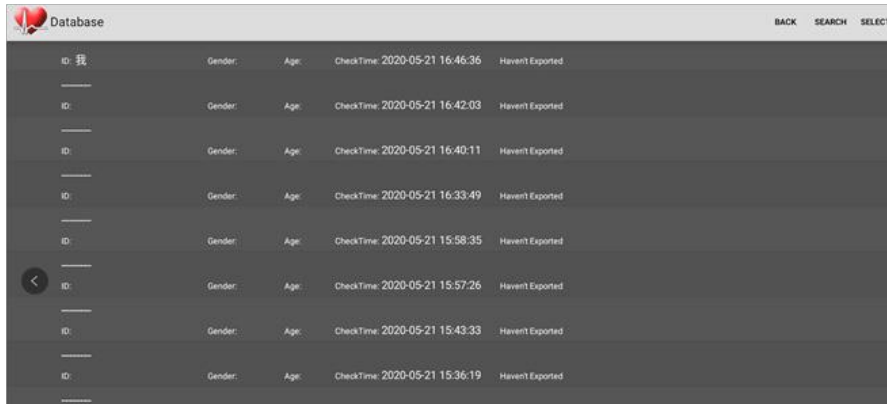 Database BACK SEARCH SELECT
ID: 我 Gender: Age: CheckTime: 2020-05-21 16:46:36 Haven't Exported
ID: Gender: Age: CheckTime: 2020-05-21 16:42:03 Haven't Exported
ID: Gender: Age: CheckTime: 2020-05-21 16:40:11 Haven't Exported
ID: Gender: Age: CheckTime: 2020-05-21 16:33:49 Haven't Exported
ID: Gender: Age: CheckTime: 2020-05-21 15:58:35 Haven't Exported
ID: Gender: Age: CheckTime: 2020-05-21 15:57:26 Haven't Exported
ID: Gender: Age: CheckTime: 2020-05-21 15:43:33 Haven't Exported
ID: Gender: Age: CheckTime: 2020-05-21 15:36:19 Haven't Exported